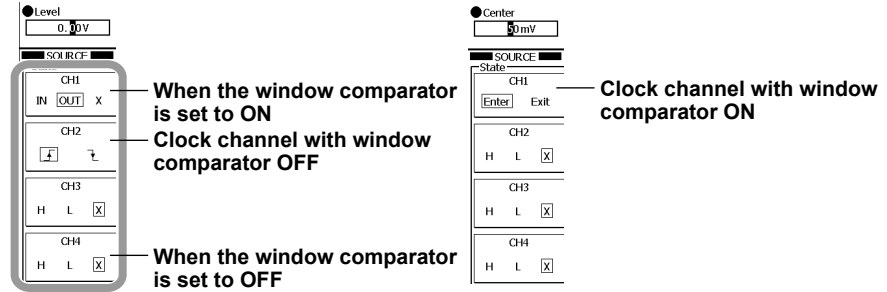 Level
0.00V
SOURCE
CH1
IN OUT X
CH2
CH3
H L X
CH4
H L X
When the window comparator
is set to ON
Clock channel with window
comparator OFF
When the window comparator
is set to OFF
Center
50mV
SOURCE
State
CH1
Enter Exit
CH2
H L X
CH3
H L X
CH4
H L X
Clock channel with window
comparator ON